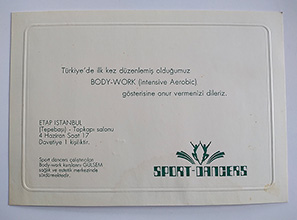 Türkiye'de ilk kez düzenlemiş olduğumuz
BODY-WORK (Intensive Aerobic)
gösterisine onur vermenizi dileriz.
ETAP ISTANBUL
(Tepebaşı) - Topkapı salonu
4 Haziran Saat 17
Davetiye 1 kişiliktir.
Sport dancers çalıştırıcıları
Body-work kurslarını GÜLSEM
sağlık ve estetik merkezinde
sürdürmektedir.
SPORT-DANCERS